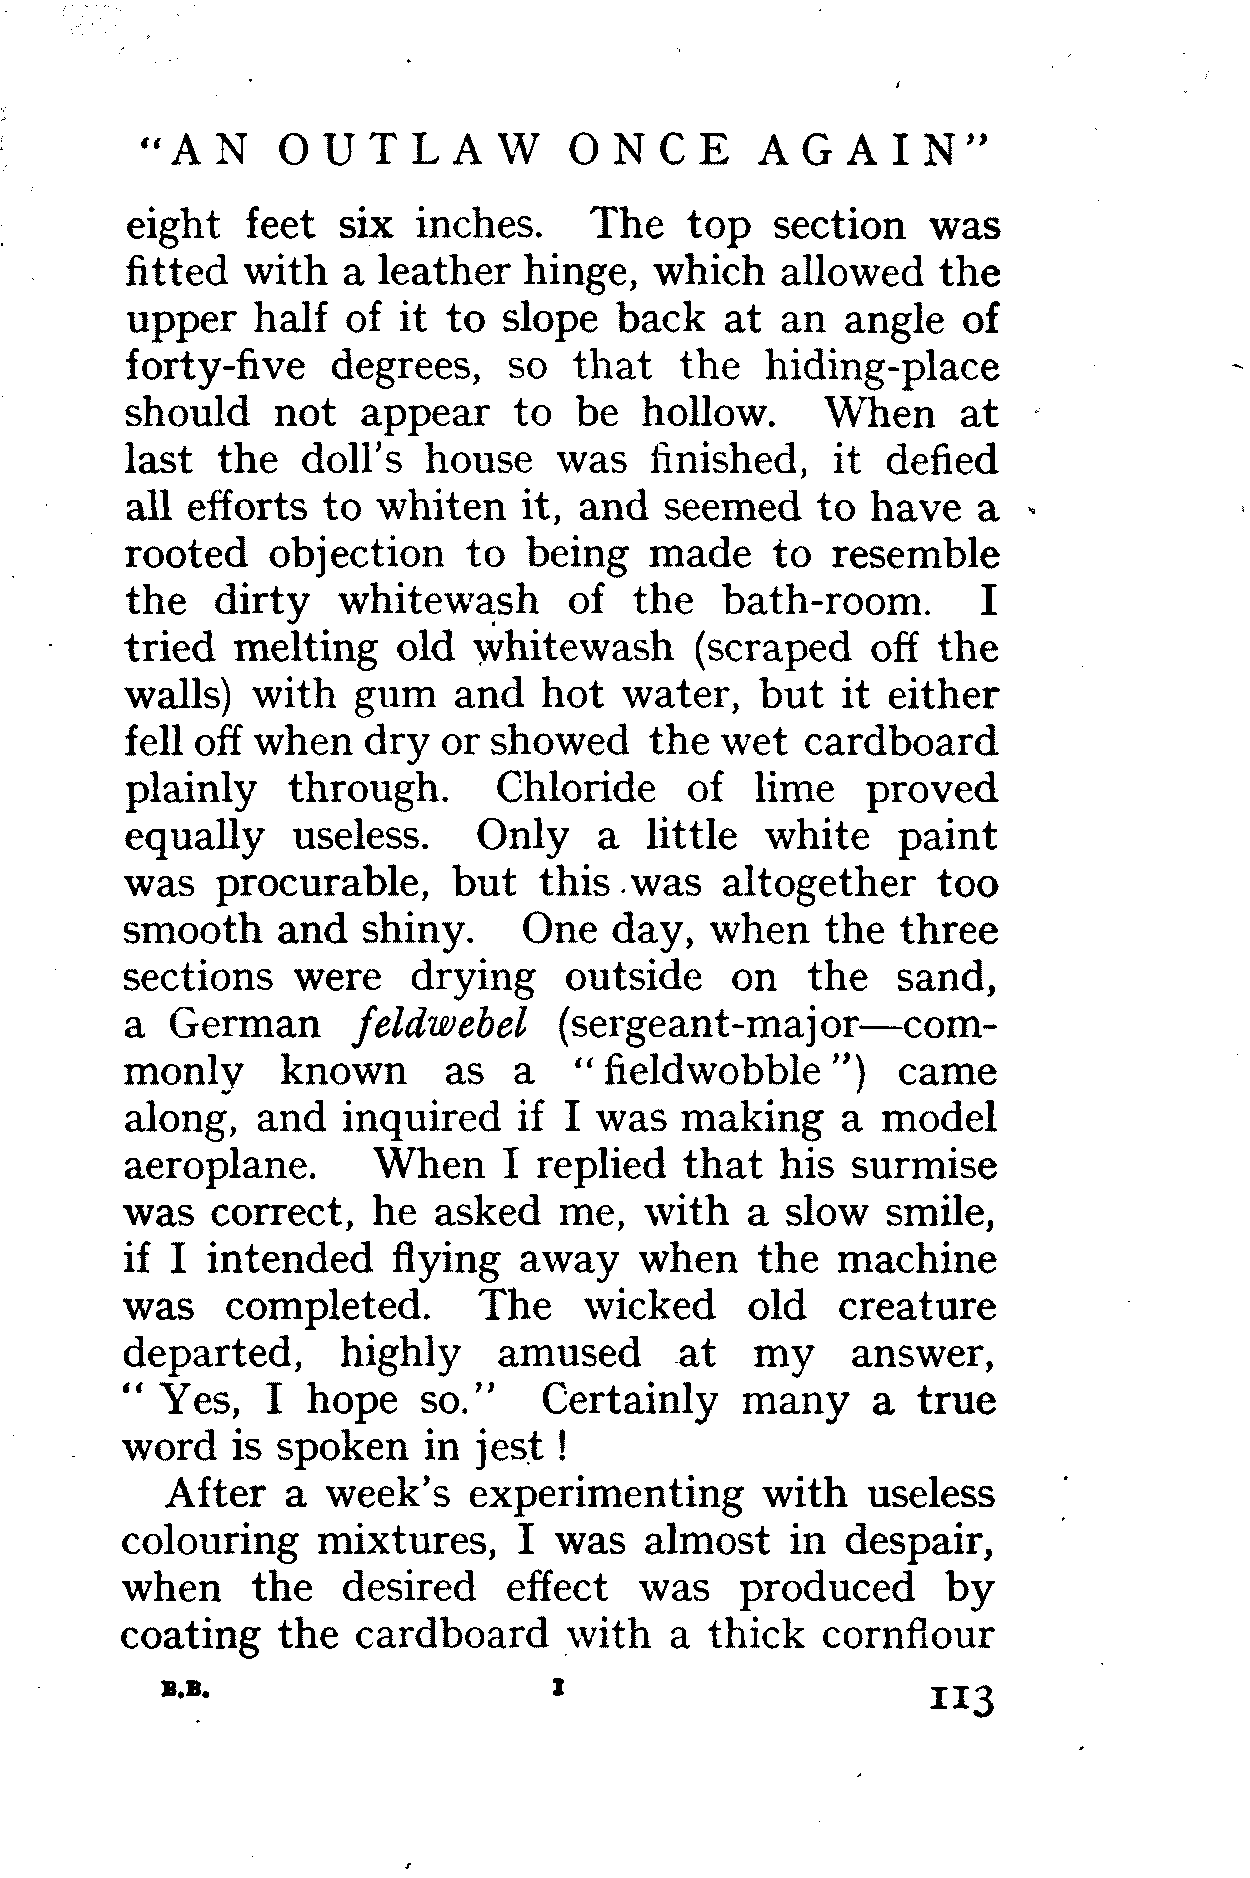 "AN OUTLAW ONCE AGAIN"
eight feet six inches. The top section was
fitted with a leather hinge, which allowed the
upper half of it to slope back at an angle of
forty-five degrees, so that the hiding-place
should not appear to be hollow. When at
last the doll's house was finished, it defied
all efforts to whiten it, and seemed to have a
rooted objection to being made to resemble
the dirty whitewash of the bath-room. I
tried melting old whitewash (scraped off the
walls) with gum and hot water, but it either
fell off when dry or showed the wet cardboard
plainly through. Chloride of lime proved
equally useless. Only a little white paint
was procurable, but this was altogether too
smooth and shiny. One day, when the three
sections were drying outside on the sand,
a German feldwebel (sergeant-major—com-
monly known as a "fieldwobble") came
along, and inquired if I was making a model
aeroplane. When I replied that his surmise
was correct, he asked me, with a slow smile,
if I intended flying away when the machine
was completed. The wicked old creature
departed, highly amused at my answer,
"Yes, I hope so." Certainly many a true
word is spoken in jest!
After a week's experimenting with useless
colouring mixtures, I was almost in despair,
when the desired effect was produced by
coating the cardboard with a thick cornflour
B.B. I 113